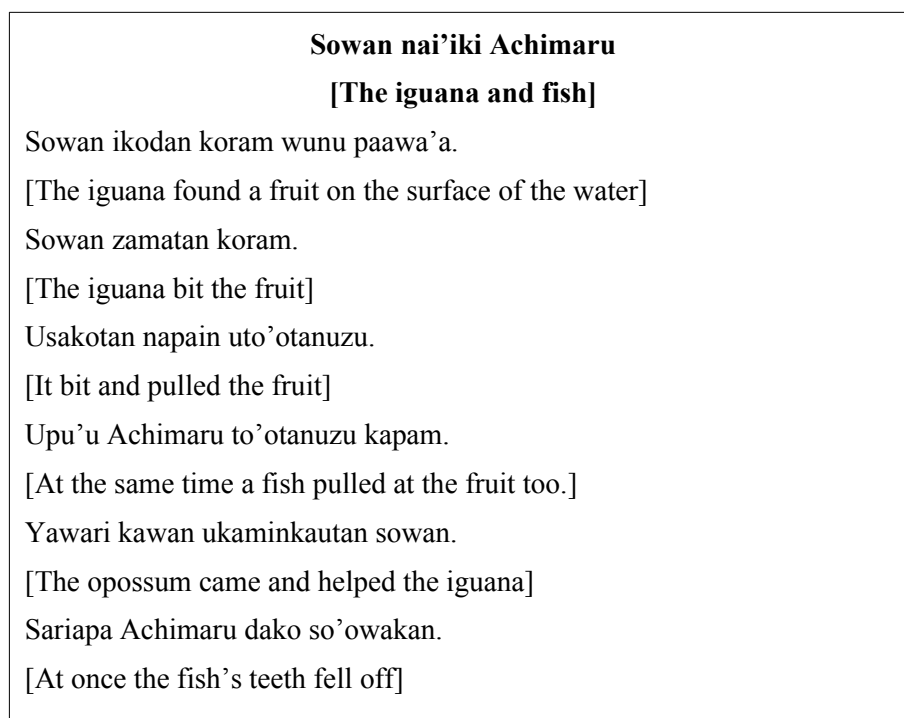 Sowan nai’iki Achimaru
[The iguana and fish]
Sowan ikodan koram wunu paawa’a.
[The iguana found a fruit on the surface of the water]
Sowan zamatan koram.
[The iguana bit the fruit]
Usakotan napain uto’otanuzu.
[It bit and pulled the fruit]
Upu’u Achimaru to’otanuzu kapam.
[At the same time a fish pulled at the fruit too.]
Yawari kawan ukaminkautan sowan.
[The opossum came and helped the iguana]
Sariapa Achimaru dako so’owakan.
[At once the fish’s teeth fell off]